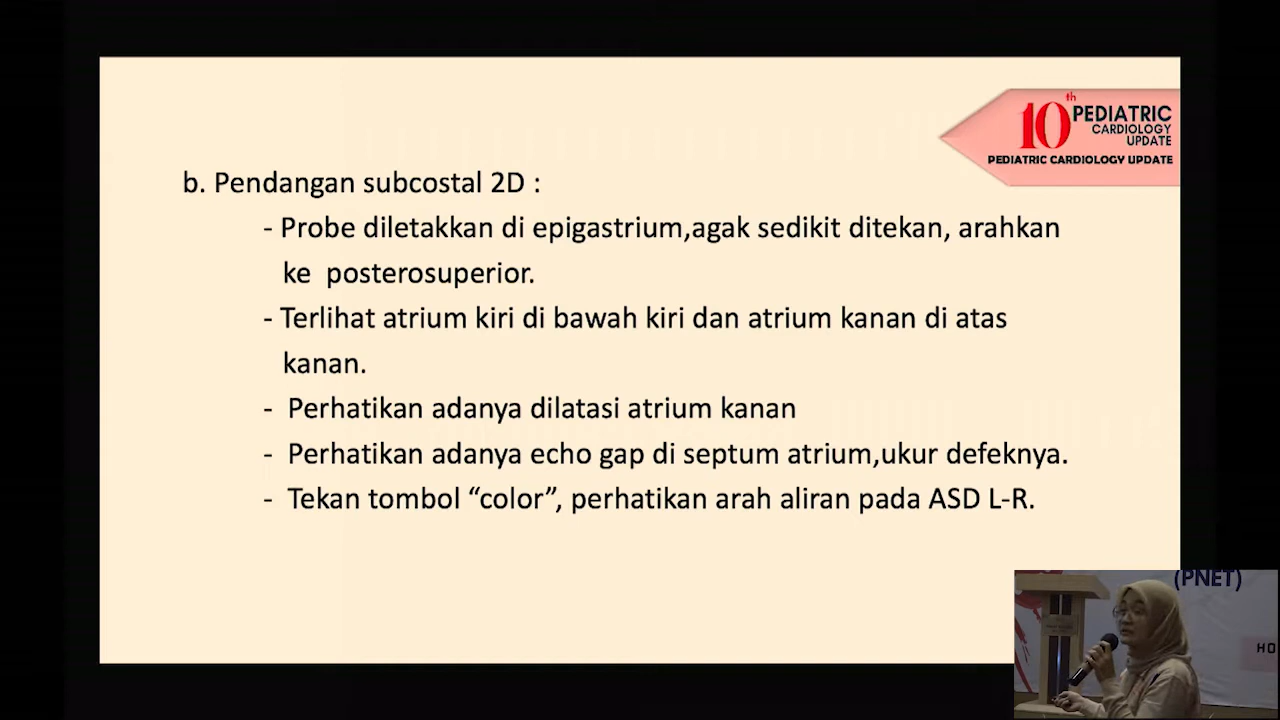 10th PEDIATRIC
CARDIOLOGY
UPDATE
PEDIATRIC CARDIOLOGY UPDATE
b. Pendangan subcostal 2D :
- Probe diletakkan di epigastrium,agak sedikit ditekan, arahkan
ke posterosuperior.
- Terlihat atrium kiri di bawah kiri dan atrium kanan di atas
kanan.
- Perhatikan adanya dilatasi atrium kanan
- Perhatikan adanya echo gap di septum atrium,ukur defeknya.
- Tekan tombol “color”, perhatikan arah aliran pada ASD L-R.
(PNET)
HO